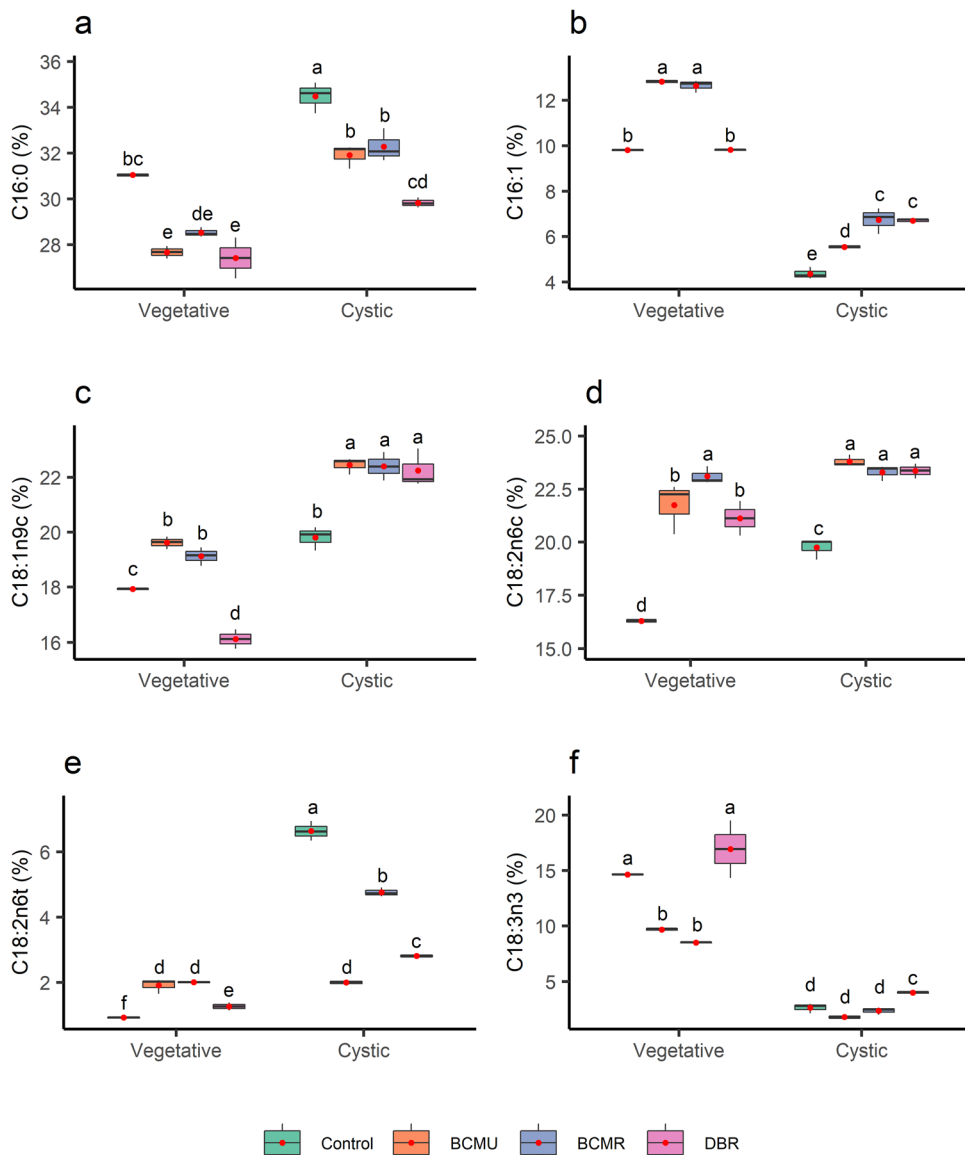 a
C16:0 (%)
36
34
32
30
28
bc
e
de
e
a
b
b
cd
Vegetative
Cystic
b
C16:1 (%)
12
10
8
6
4
b
a
a
b
e
d
c
c
Vegetative
Cystic
c
C18:1n9c (%)
22
20
18
16
c
b
b
d
b
a
a
a
Vegetative
Cystic
d
C18:2n6c (%)
25.0
22.5
20.0
17.5
15.0
d
b
a
b
c
a
a
a
Vegetative
Cystic
e
C18:2n6t (%)
6
4
2
f
d
d
e
a
d
b
c
Vegetative
Cystic
f
C18:3n3 (%)
20
15
10
5
a
b
b
a
d
d
d
c
Vegetative
Cystic
Control
BCMU
BCMR
DBR